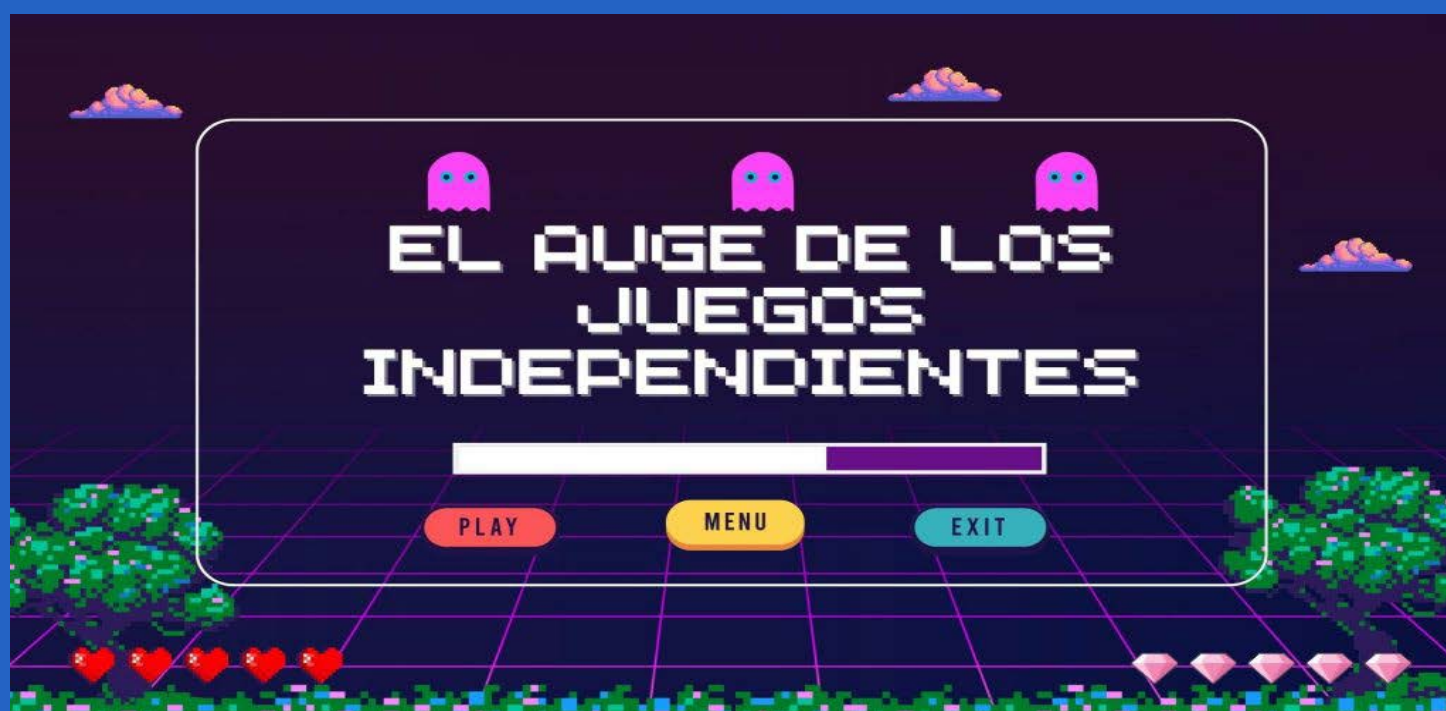 EL AUGE DE LOS
JUEGOS
INDEPENDIENTES
PLAY
MENU
EXIT